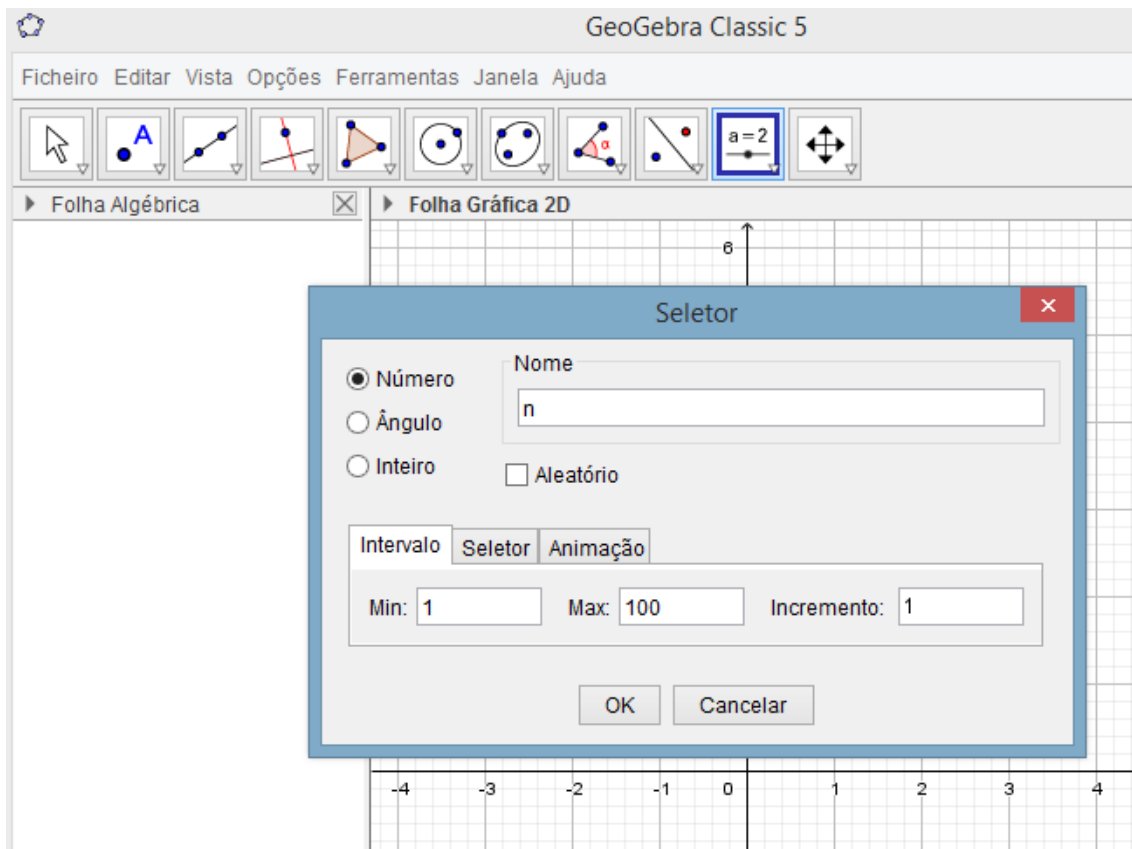 GeoGebra Classic 5
Ficheiro Editar Vista Opções Ferramentas Janela Ajuda
A
α
a = 2
Folha Algébrica
Folha Gráfica 2D
6
Seletor
Número
Nome
n
Ângulo
Inteiro
Aleatório
Intervalo Seletor Animação
Min: 1 Max: 100 Incremento: 1
OK Cancelar
-4 -3 -2 -1 0 1 2 3 4